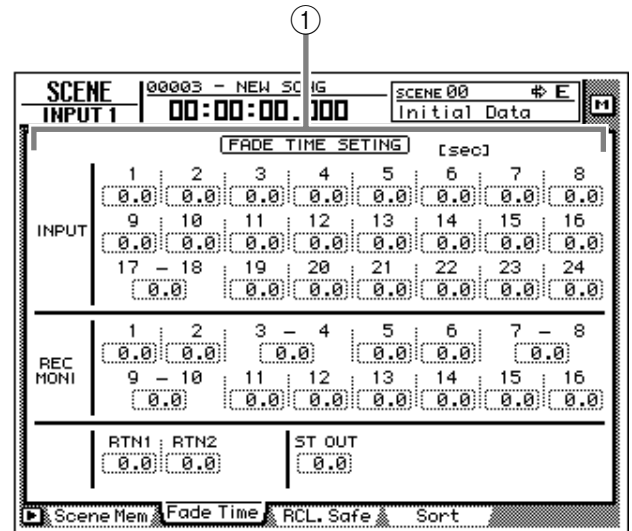 1
SCENE
INPUT 1
00003 - NEW SONG
00:00:00.000
SCENE 00 E
Initial Data
M
FADE TIME SETING [sec]
INPUT
1 2 3 4 5 6 7 8
0.0 0.0 0.0 0.0 0.0 0.0 0.0 0.0
9 10 11 12 13 14 15 16
0.0 0.0 0.0 0.0 0.0 0.0 0.0 0.0
17 - 18 19 20 21 22 23 24
0.0 0.0 0.0 0.0 0.0 0.0 0.0
REC
MONI
1 2 3 - 4 5 6 7 - 8
0.0 0.0 0.0 0.0 0.0 0.0
9 - 10 11 12 13 14 15 16
0.0 0.0 0.0 0.0 0.0 0.0 0.0
RTN1 RTN2 ST OUT
0.0 0.0 0.0
Scene Mem Fade Time RCL. Safe Sort